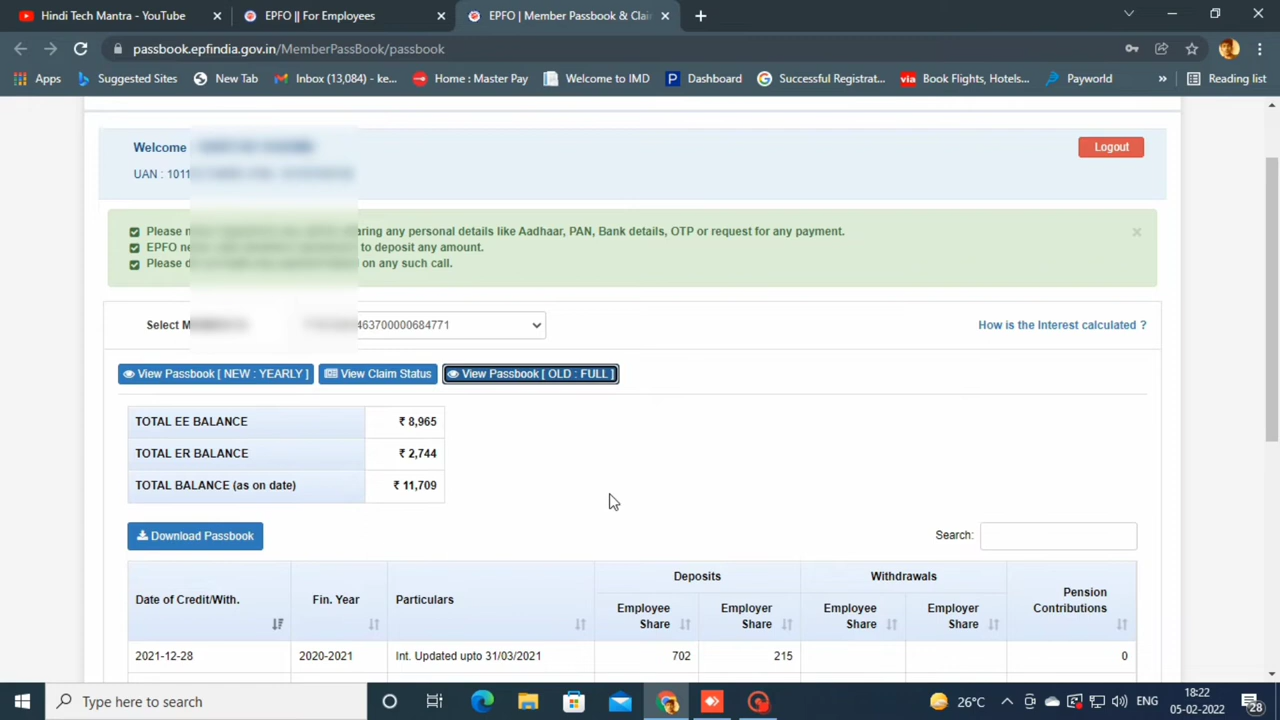 Hindi Tech Mantra - YouTube
EPFO || For Employees
EPFO | Member Passbook & Clai
passbook.epfindia.gov.in/MemberPassBook/passbook
Apps
Suggested Sites
New Tab
Inbox (13,084) - ke...
Home : Master Pay
Welcome to IMD
Dashboard
Successful Registrat...
via Book Flights, Hotels...
Payworld
»
Reading list
Welcome
Logout
UAN : 1011
Please
aring any personal details like Aadhaar, PAN, Bank details, OTP or request for any payment.
EPFO ne
to deposit any amount.
Please d
on any such call.
Select M
463700000684771
How is the Interest calculated ?
View Passbook [ NEW : YEARLY ]
View Claim Status
View Passbook [ OLD : FULL ]
TOTAL EE BALANCE ₹ 8,965
TOTAL ER BALANCE ₹ 2,744
TOTAL BALANCE (as on date) ₹ 11,709
Download Passbook
Search:
Date of Credit/With.
Fin. Year
Particulars
Deposits
Employee Share
Employer Share
Withdrawals
Employee Share
Employer Share
Pension Contributions
2021-12-28 2020-2021 Int. Updated upto 31/03/2021 702 215 0
Type here to search
26°C
ENG
18:22
05-02-2022
28